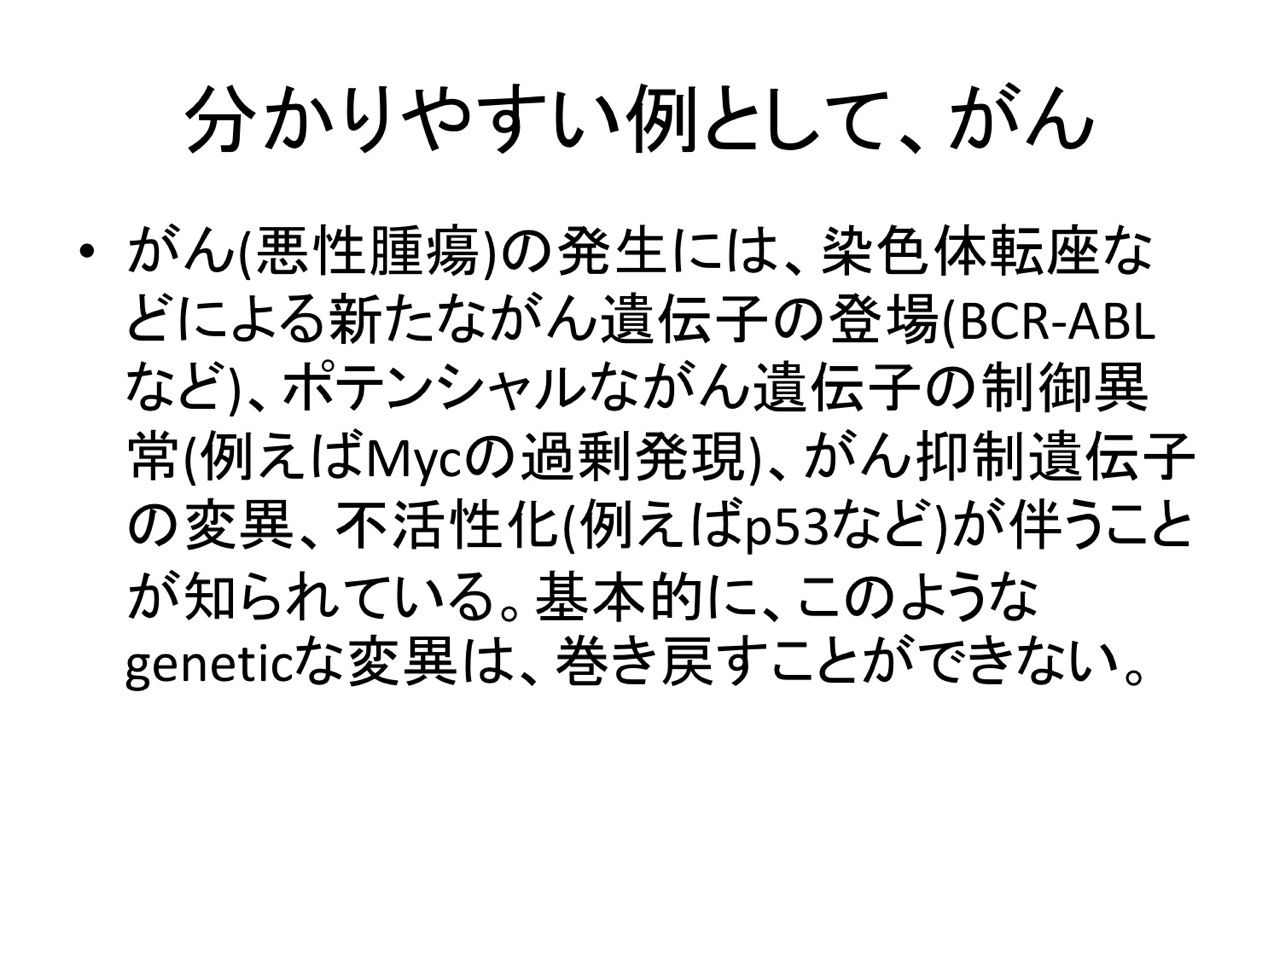 分かりやすい例として、がん
• がん(悪性腫瘍)の発生には、染色体転座な
どによる新たながん遺伝子の登場(BCR-ABL
など)、ポテンシャルながん遺伝子の制御異
常(例えばMycの過剰発現)、がん抑制遺伝子
の変異、不活性化(例えばp53など)が伴うこと
が知られている。基本的に、このような
geneticな変異は、巻き戻すことができない。